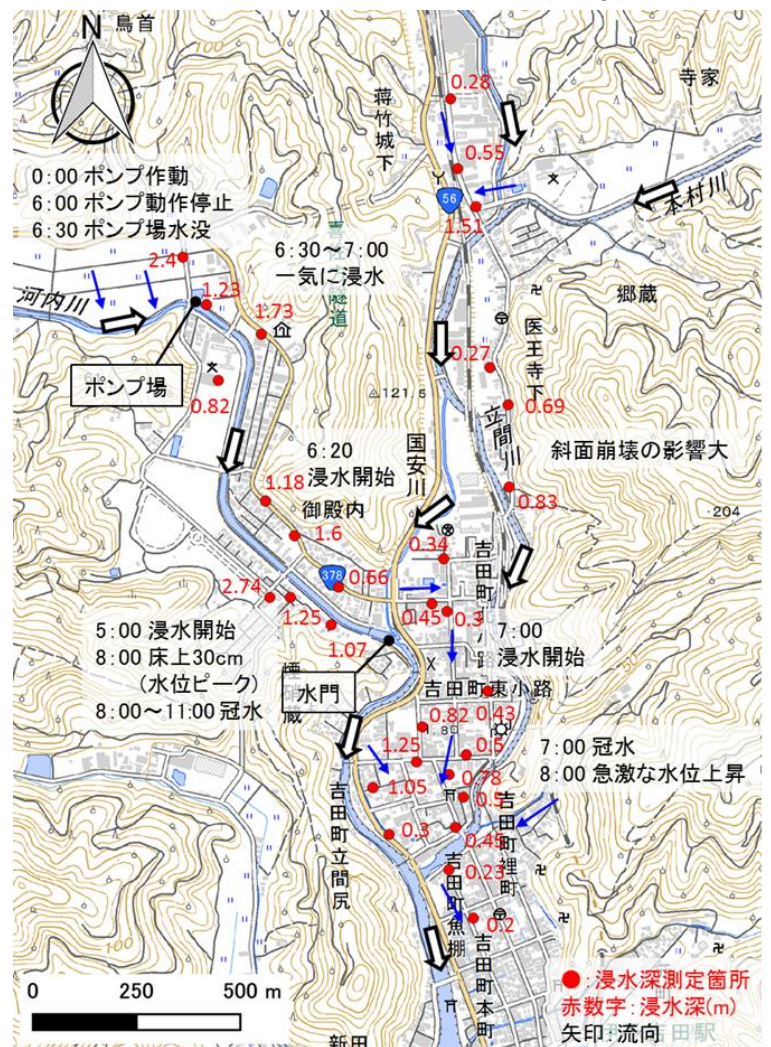 N
鳥首
100
蒋竹城下
寺家
0.28
0.55
56
1.51
本村川
0:00 ポンプ作動
6:00 ポンプ動作停止
6:30 ポンプ場水没
2.4
6:30～7:00
一気に浸水
隧道
河内川
1.23
1.73
郷蔵
医王寺下
ポンプ場
0.82
121.5
0.27
0.69
立間川
国安川
斜面崩壊の影響大
6:20
浸水開始
御殿内
1.18
0.83
204
1.6
0.34
378
0.66
0.45
0.3
2.74
1.25
1.07
7:00
浸水開始
5:00 浸水開始
8:00 床上30cm
(水位ピーク)
8:00～11:00 冠水
水門
吉田町東小路
0.43
0.82
1.25
0.5
7:00 冠水
8:00 急激な水位上昇
0.78
1.05
0.5
吉田町立間尻
0.3
0.45
吉田町裡町
0.23
吉田町魚棚
0.2
吉田町本町
100
0 250 500 m
新田
●:浸水深測定箇所
赤数字:浸水深(m)
矢印:流向
吉田駅